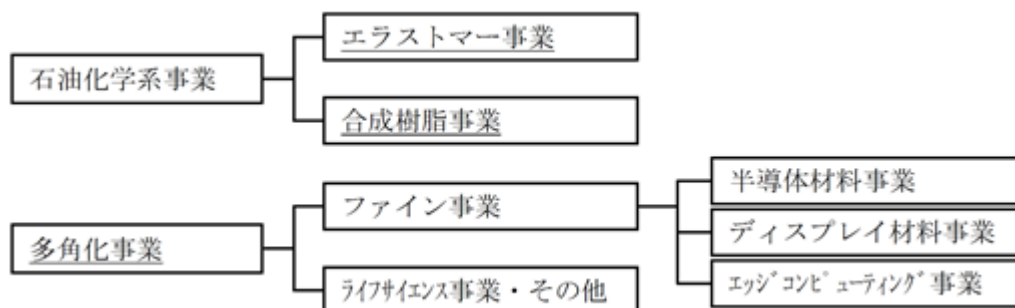 石油化学系事業
エラストマー事業
合成樹脂事業
多角化事業
ファイン事業
ﾗｲﾌｻｲｴﾝｽ事業・その他
半導体材料事業
ディスプレイ材料事業
ｴｯｼﾞｺﾝﾋﾟｭｰﾃｨﾝｸﾞ事業